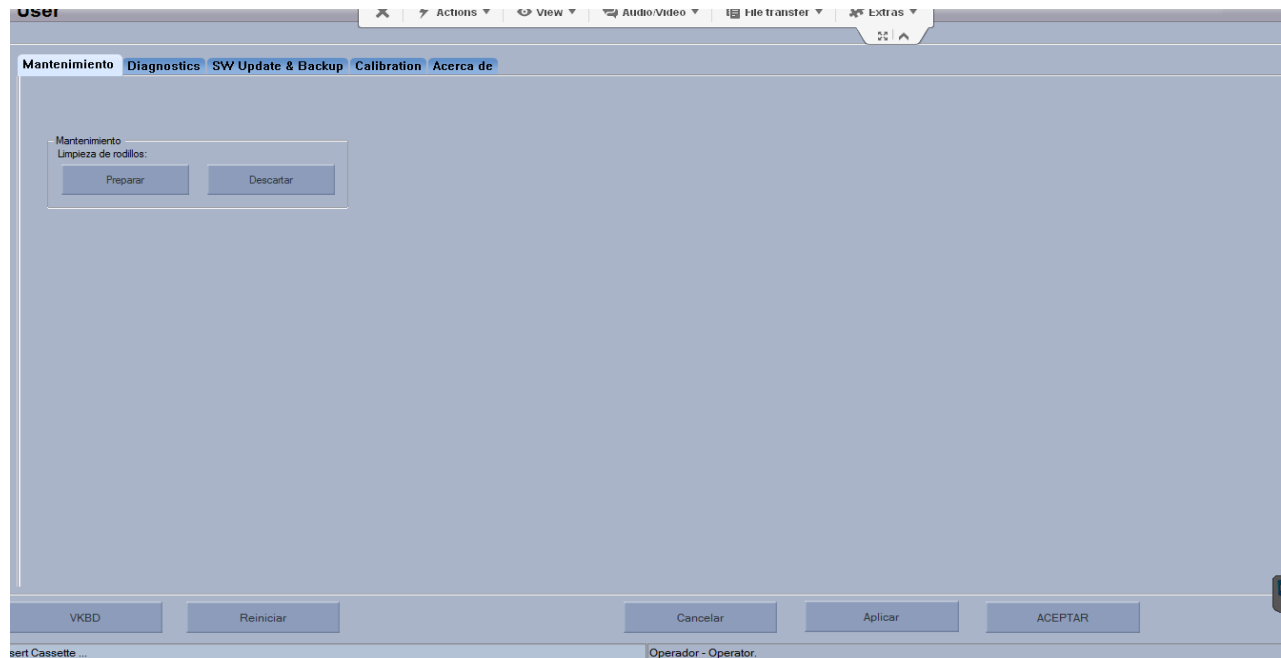 User
Actions View Audio/Video File transfer Extras
Mantenimiento Diagnostics SW Update & Backup Calibration Acerca de
Mantenimiento
Limpieza de rodillos:
Preparar Descartar
VKBD Reiniciar Cancelar Aplicar ACEPTAR
sert Cassette ... Operador - Operator.